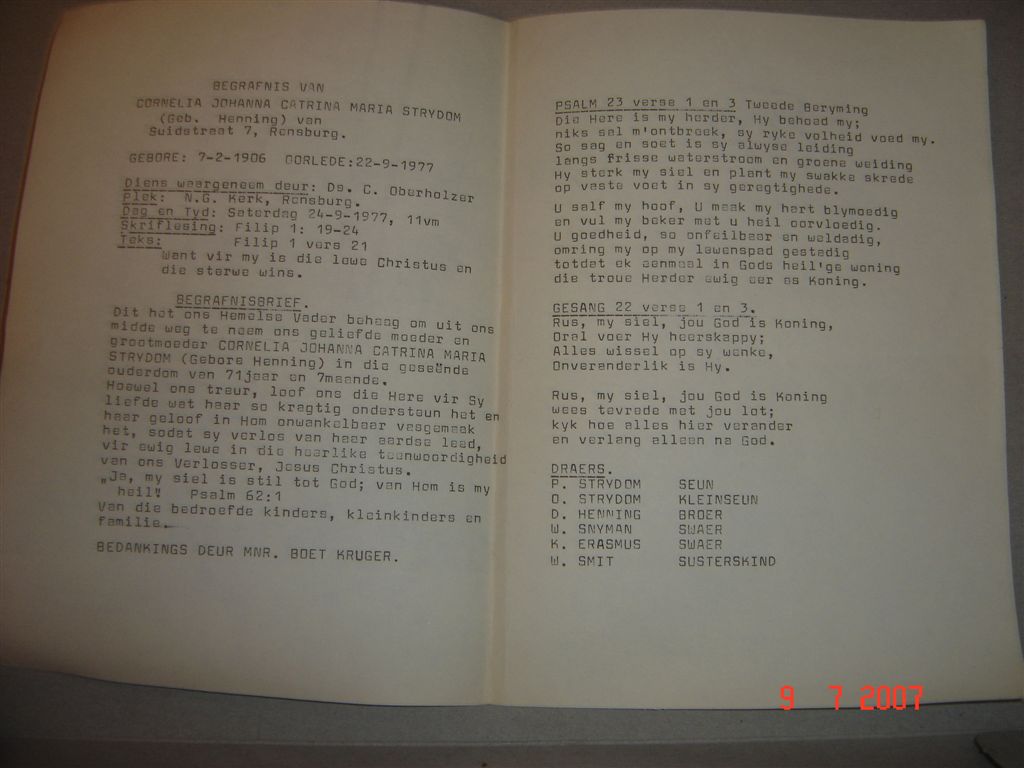 BEGRAFNIS VAN
CORNELIA JOHANNA CATRINA MARIA STRYDOM
(Geb. Henning) van
Suidstraat 7, Rensburg.
GEBORE: 7-2-1906 OORLEDE:22-9-1977
Diens waargeneem deur: Ds. C. Oberholzer
Plek: N.G. Kerk, Rensburg.
Dag en Tyd: Saterdag 24-9-1977, 11vm
Skriflesing: Filip 1: 19-24
Teks: Filip 1 vers 21
Want vir my is die lewe Christus en
die sterwe wins.
BEGRAFNISBRIEF.
Dit het ons Hemelse Vader behaag om uit ons
midde weg te neem ons geliefde moeder en
grootmoeder CORNELIA JOHANNA CATRINA MARIA
STRYDOM (Gebore Henning) in die geseënde
ouderdom van 71jaar en 7maande.
Hoewel ons treur, loof ons die Here vir Sy
liefde wat haar so kragtig ondersteun het en
haar geloof in Hom onwankelbaar vasgemaak
het, sodat sy verlos van haar aardse leed,
vir ewig lewe in die heerlike teenwoordigheid
van ons Verlosser, Jesus Christus.
„Ja, my siel is stil tot God; van Hom is my
heil" Psalm 62:1
Van die bedroefde kinders, kleinkinders en
familie.
BEDANKINGS DEUR MNR. BOET KRUGER.
PSALM 23 verse 1 en 3 Tweede Beryming
Die Here is my herder, Hy behoed my;
niks sal m'ontbreek, sy ryke volheid voed my.
So sag en soet is sy alwyse leiding
langs frisse waterstroom en groene weiding
Hy sterk my siel en plant my swakke skrede
op vaste voet in sy geregtighede.
U salf my hoof, U maak my hart blymoedig
en vul my beker met u heil oorvloedig.
U goedheid, so onfeilbaar en weldadig,
omring my op my lewenspad gestadig
totdat ek eenmaal in Gods heil'ge woning
die troue Herder ewig eer as Koning.
GESANG 22 verse 1 en 3.
Rus, my siel, jou God is Koning,
Oral voer Hy heerskappy;
Alles wissel op sy wenke,
Onveranderlik is Hy.
Rus, my siel, jou God is Koning
wees tevrede met jou lot;
kyk hoe alles hier verander
en verlang alleen na God.
DRAERS.
P. STRYDOM SEUN
O. STRYDOM KLEINSEUN
D. HENNING BROER
W. SNYMAN SWAER
K. ERASMUS SWAER
W. SMIT SUSTERSKIND
9 7 2007